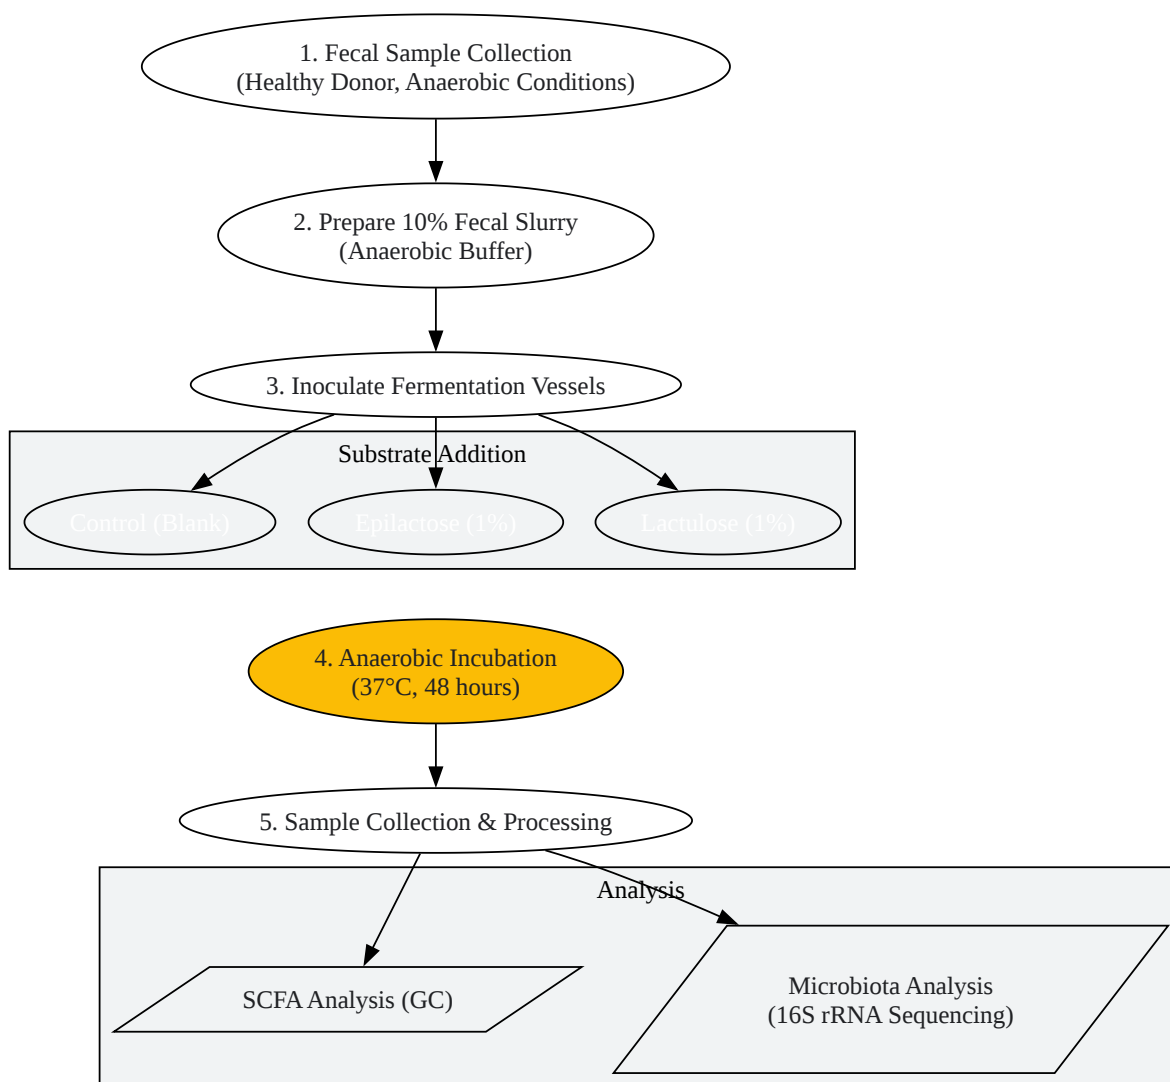 1. Fecal Sample Collection
(Healthy Donor, Anaerobic Conditions)
2. Prepare 10% Fecal Slurry
(Anaerobic Buffer)
3. Inoculate Fermentation Vessels
Substrate Addition
Control (Blank)
Epilactose (1%)
Lactulose (1%)
4. Anaerobic Incubation
(37°C, 48 hours)
5. Sample Collection & Processing
Analysis
SCFA Analysis (GC)
Microbiota Analysis
(16S rRNA Sequencing)